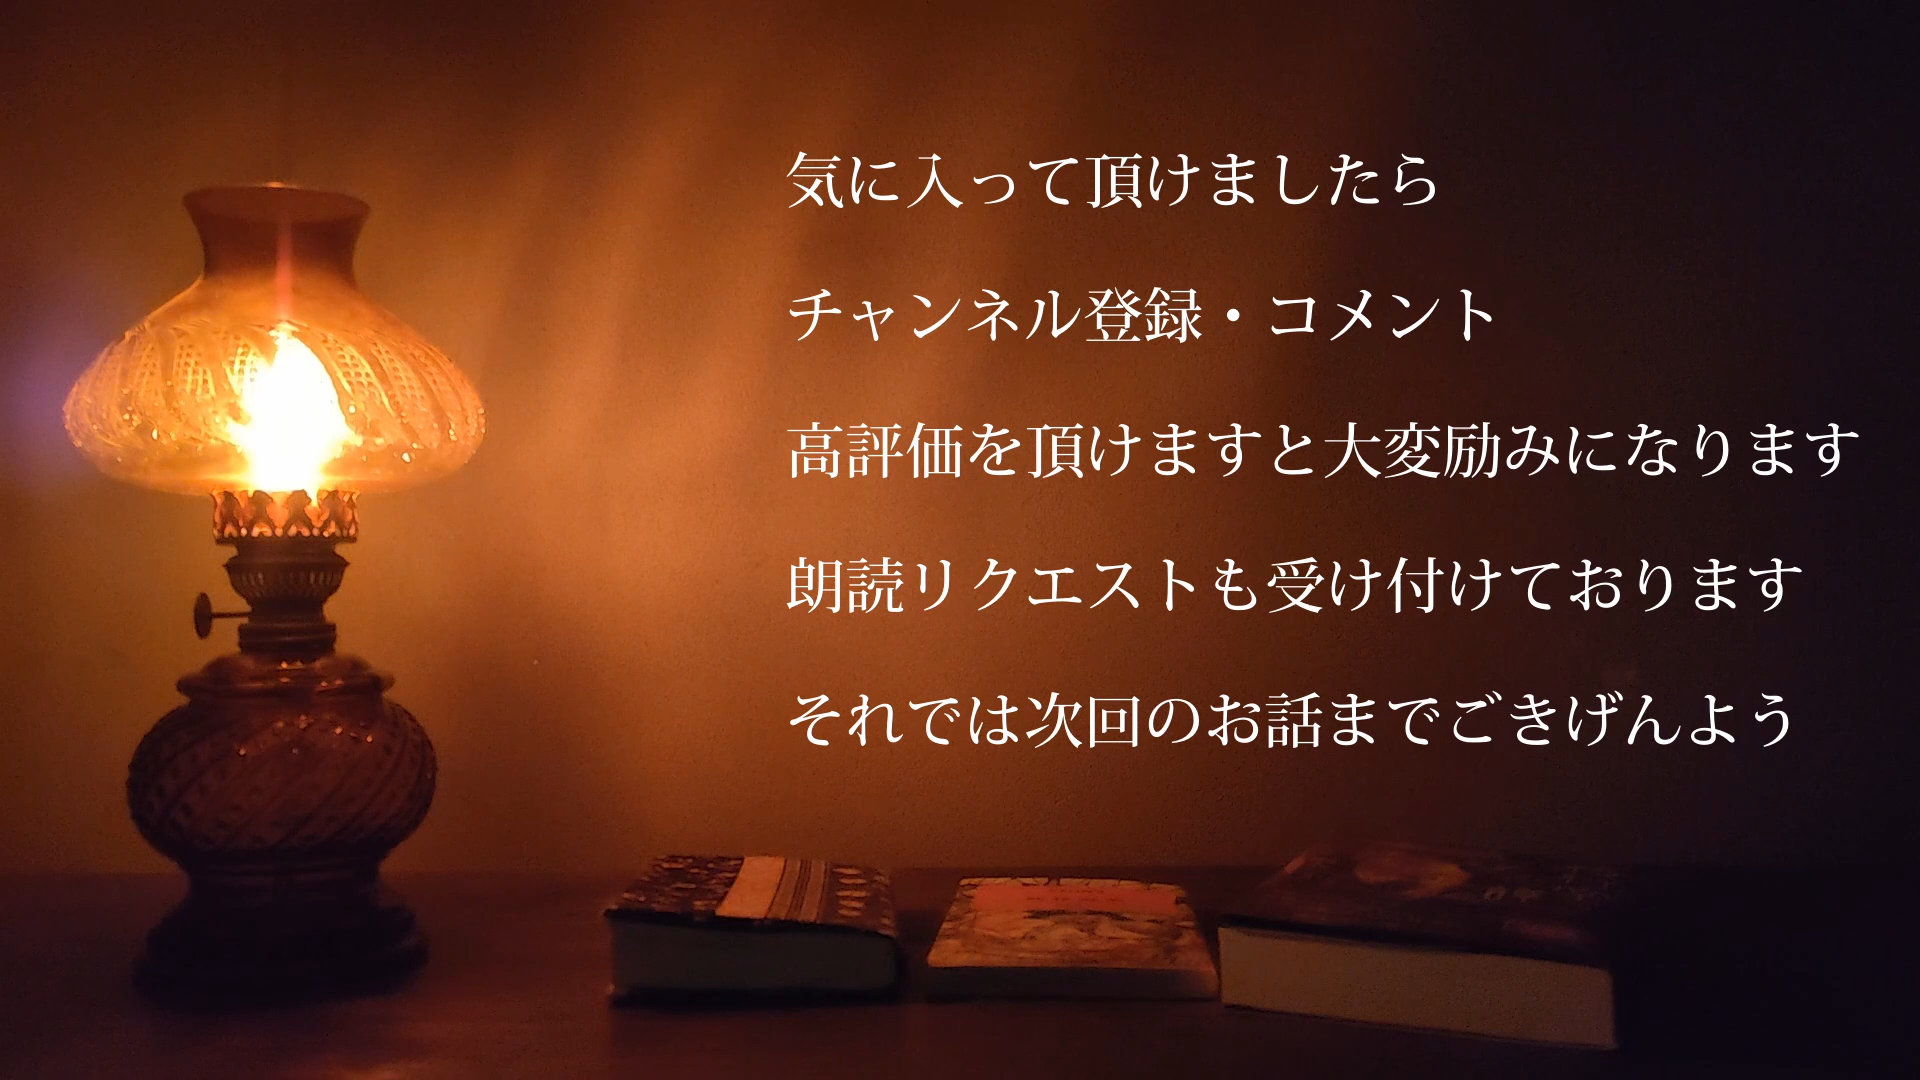 気に入って頂けましたら
チャンネル登録・コメント
高評価を頂けますと大変励みになります
朗読リクエストも受け付けております
それでは次回のお話までごきげんよう